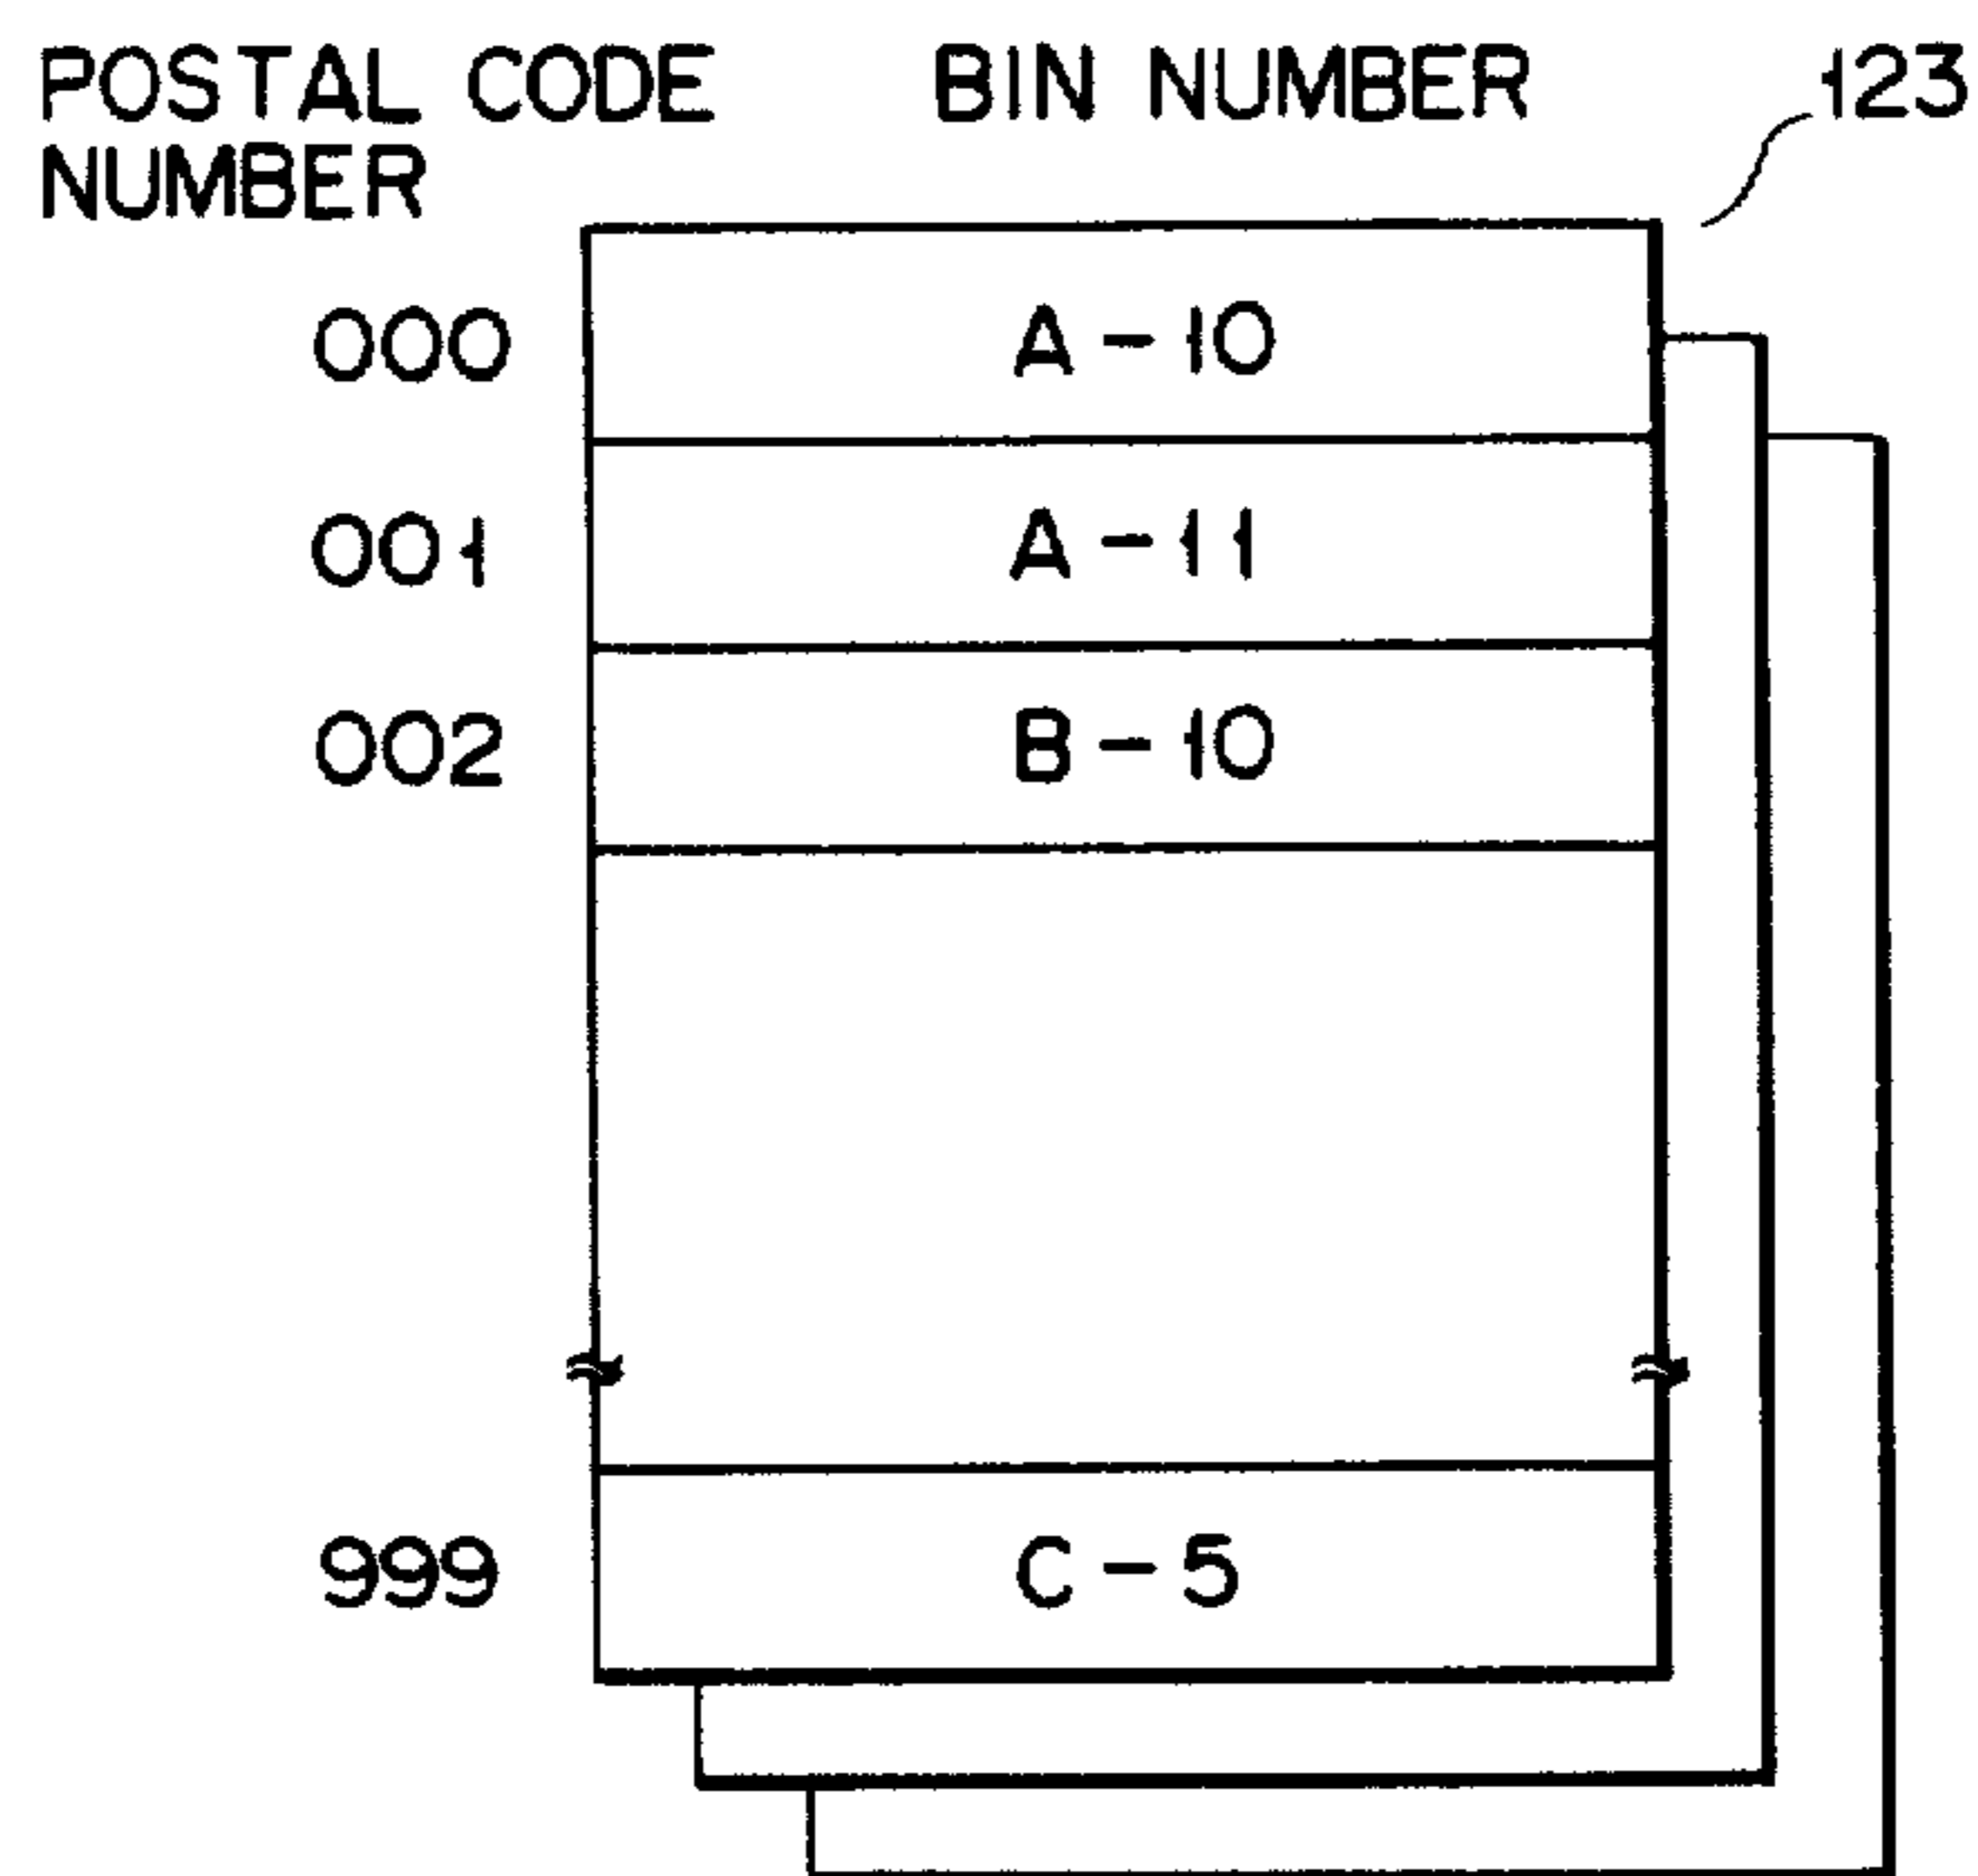 POSTAL CODE BIN NUMBER 123
NUMBER
000 A-10
001 A-11
002 B-10
999 C-5